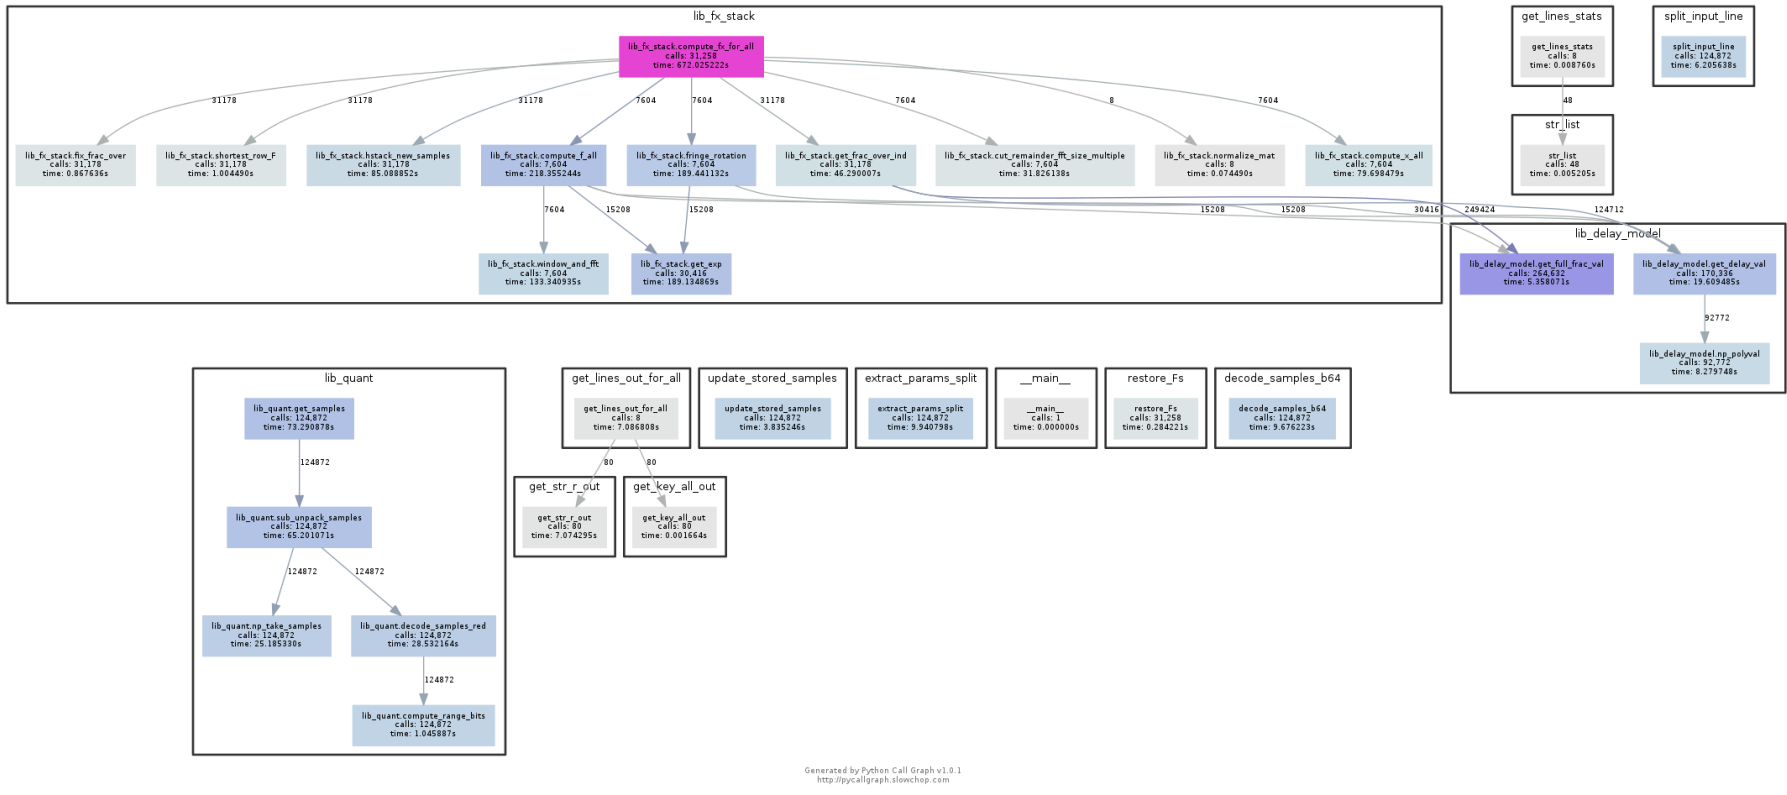 lib_fx_stack
lib_fx_stack.compute_fx_for_all
calls: 31,258
time: 672.025222s
31178
31178
31178
7604
7604
31178
7604
8
7604
lib_fx_stack.fix_frac_over
calls: 31,178
time: 0.867636s
lib_fx_stack.shortest_row_F
calls: 31,178
time: 1.004490s
lib_fx_stack.hstack_new_samples
calls: 31,178
time: 85.088852s
lib_fx_stack.compute_f_all
calls: 7,604
time: 218.355244s
lib_fx_stack.fringe_rotation
calls: 7,604
time: 189.441132s
lib_fx_stack.get_frac_over_ind
calls: 31,178
time: 46.290007s
lib_fx_stack.cut_remainder_fft_size_multiple
calls: 7,604
time: 31.826138s
lib_fx_stack.normalize_mat
calls: 8
time: 0.074490s
lib_fx_stack.compute_x_all
calls: 7,604
time: 79.698479s
7604
15208
15208
15208
15208
30416
249424
124712
lib_fx_stack.window_and_fft
calls: 7,604
time: 133.340935s
lib_fx_stack.get_exp
calls: 30,416
time: 189.134869s
get_lines_stats
get_lines_stats
calls: 8
time: 0.008760s
48
str_list
str_list
calls: 48
time: 0.005205s
split_input_line
split_input_line
calls: 124,872
time: 6.205638s
lib_delay_model
lib_delay_model.get_full_frac_val
calls: 264,632
time: 5.358071s
lib_delay_model.get_delay_val
calls: 170,336
time: 19.609485s
92772
lib_delay_model.np_polyval
calls: 92,772
time: 8.279748s
lib_quant
lib_quant.get_samples
calls: 124,872
time: 73.290878s
124872
lib_quant.sub_unpack_samples
calls: 124,872
time: 65.201071s
124872
124872
lib_quant.np_take_samples
calls: 124,872
time: 25.185330s
lib_quant.decode_samples_red
calls: 124,872
time: 28.532164s
124872
lib_quant.compute_range_bits
calls: 124,872
time: 1.045887s
get_lines_out_for_all
get_lines_out_for_all
calls: 8
time: 7.086808s
80
80
get_str_r_out
get_str_r_out
calls: 80
time: 7.074295s
get_key_all_out
get_key_all_out
calls: 80
time: 0.001664s
update_stored_samples
update_stored_samples
calls: 124,872
time: 3.835246s
extract_params_split
extract_params_split
calls: 124,872
time: 9.940798s
__main__
__main__
calls: 1
time: 0.000000s
restore_Fs
restore_Fs
calls: 31,258
time: 0.284221s
decode_samples_b64
decode_samples_b64
calls: 124,872
time: 9.676223s
Generated by Python Call Graph v1.0.1
http://pycallgraph.slowchop.com